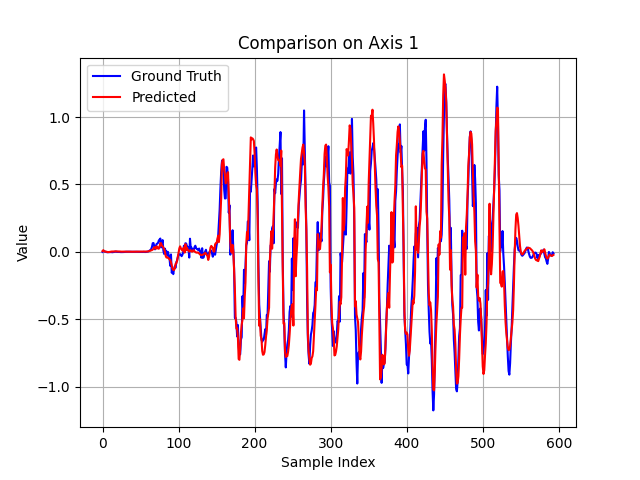 Comparison on Axis 1
Ground Truth
Predicted
1.0
0.5
0.0
−0.5
−1.0
Value
0 100 200 300 400 500 600
Sample Index